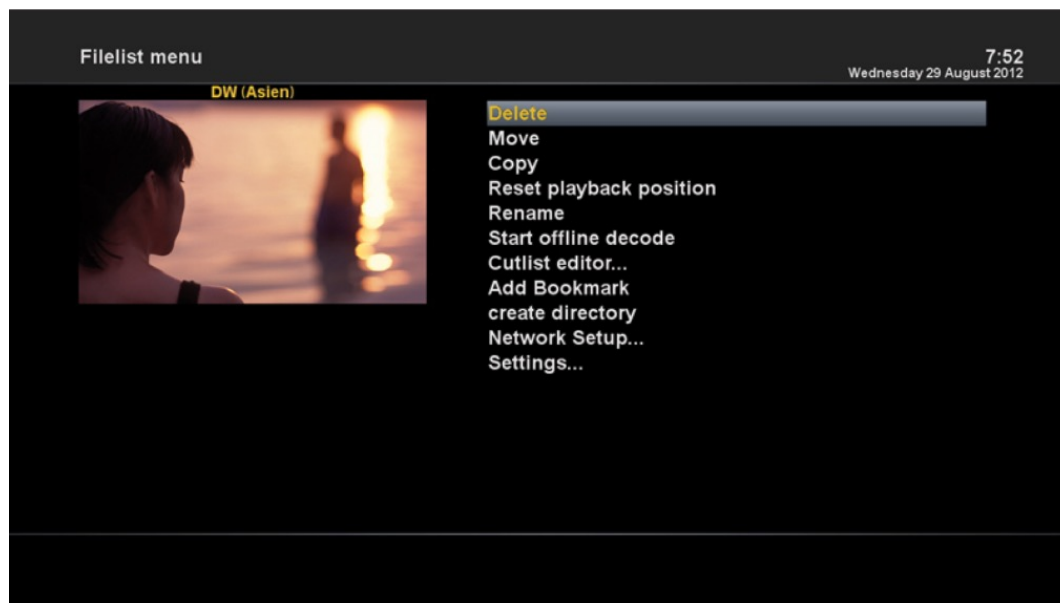 Filelist menu
7:52
Wednesday 29 August 2012
DW (Asien)
Delete
Move
Copy
Reset playback position
Rename
Start offline decode
Cutlist editor...
Add Bookmark
create directory
Network Setup...
Settings...